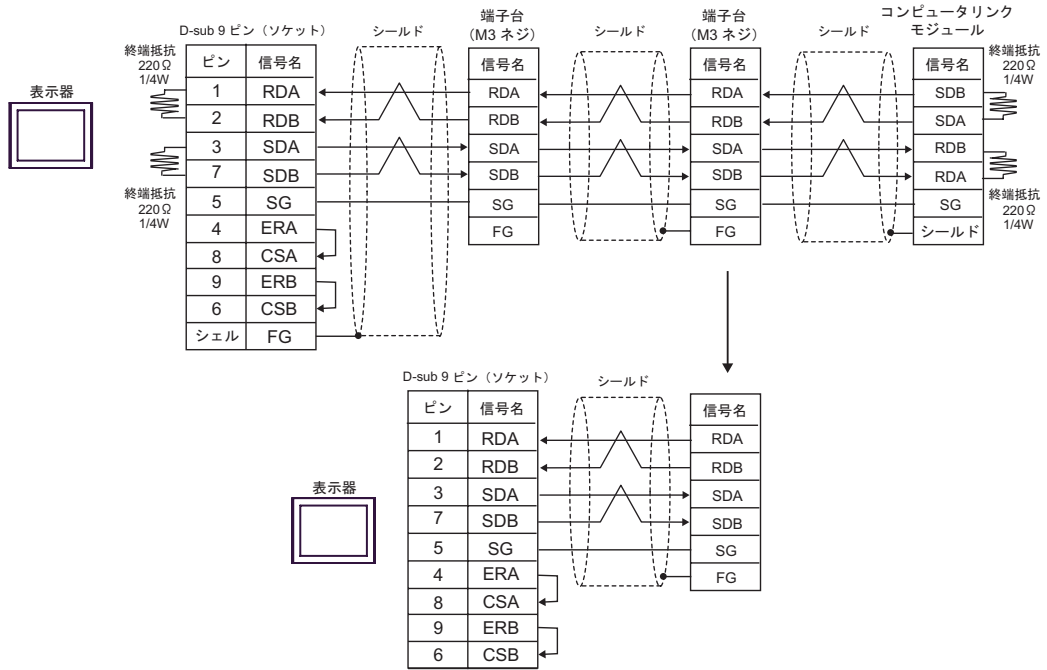 D-sub 9 ピン（ソケット）
シールド
端子台
（M3 ネジ）
シールド
端子台
（M3 ネジ）
シールド
コンピュータリンク
モジュール
終端抵抗
220Ω
1/4W
終端抵抗
220Ω
1/4W
表示器
ピン 信号名
1 RDA
2 RDB
3 SDA
7 SDB
5 SG
4 ERA
8 CSA
9 ERB
6 CSB
シェル FG
信号名
RDA
RDB
SDA
SDB
SG
FG
信号名
RDA
RDB
SDA
SDB
SG
FG
信号名
SDB
SDA
RDB
RDA
SG
シールド
終端抵抗
220Ω
1/4W
終端抵抗
220Ω
1/4W
D-sub 9 ピン（ソケット）
シールド
表示器
ピン 信号名
1 RDA
2 RDB
3 SDA
7 SDB
5 SG
4 ERA
8 CSA
9 ERB
6 CSB
信号名
RDA
RDB
SDA
SDB
SG
FG